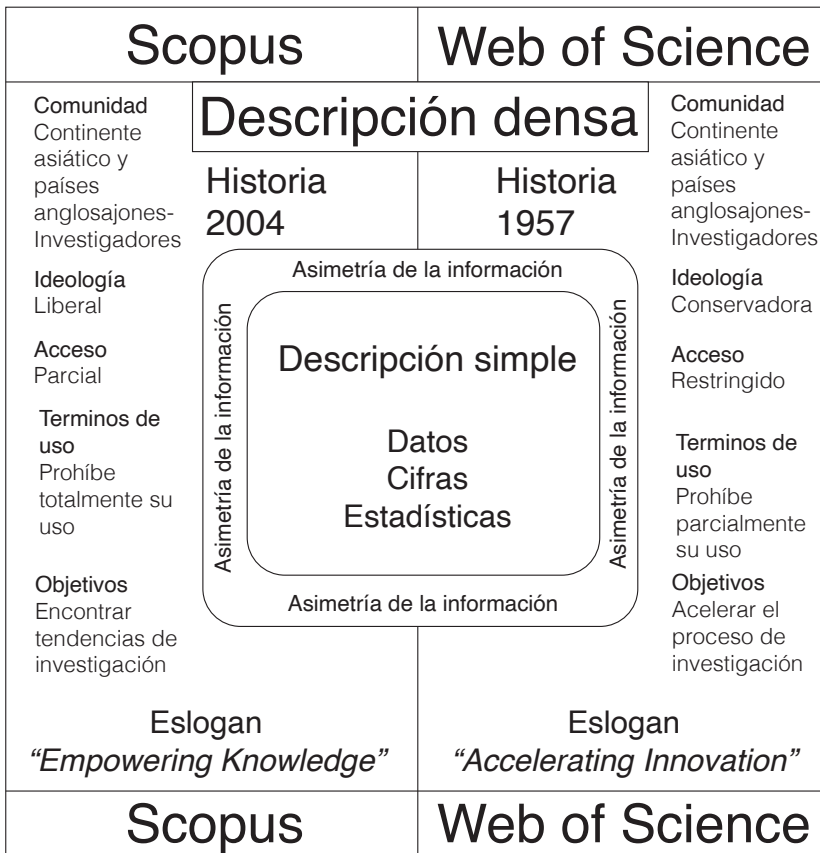 Scopus
Web of Science
Descripción densa
Comunidad
Continente
asiático y
países
anglosajones-
Investigadores
Ideología
Liberal
Acceso
Parcial
Terminos de
uso
Prohíbe
totalmente su
uso
Objetivos
Encontrar
tendencias de
investigación
Historia
2004
Historia
1957
Asimetría de la información
Asimetría de la información
Descripción simple
Datos
Cifras
Estadísticas
Asimetría de la información
Asimetría de la información
Comunidad
Continente
asiático y
países
anglosajones-
Investigadores
Ideología
Conservadora
Acceso
Restringido
Terminos de
uso
Prohíbe
parcialmente
su uso
Objetivos
Acelerar el
proceso de
investigación
Eslogan
“Empowering Knowledge”
Eslogan
“Accelerating Innovation”
Scopus
Web of Science